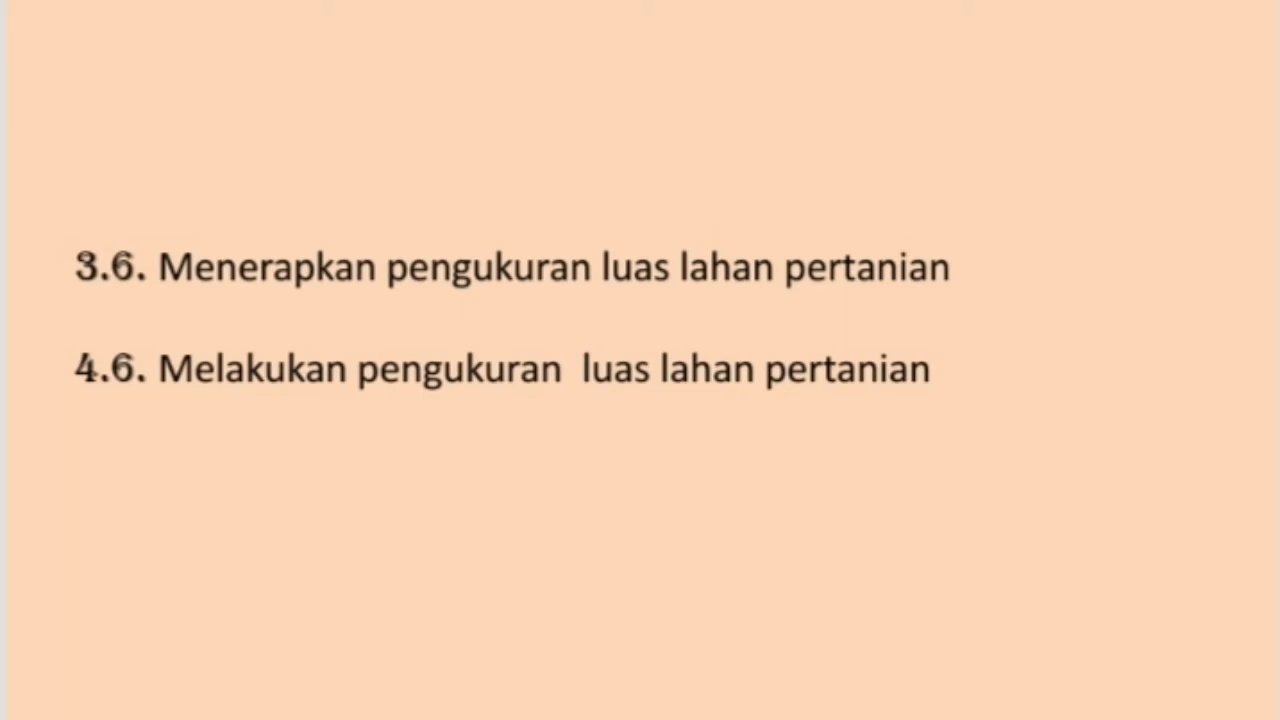 3.6. Menerapkan pengukuran luas lahan pertanian
4.6. Melakukan pengukuran  luas lahan pertanian